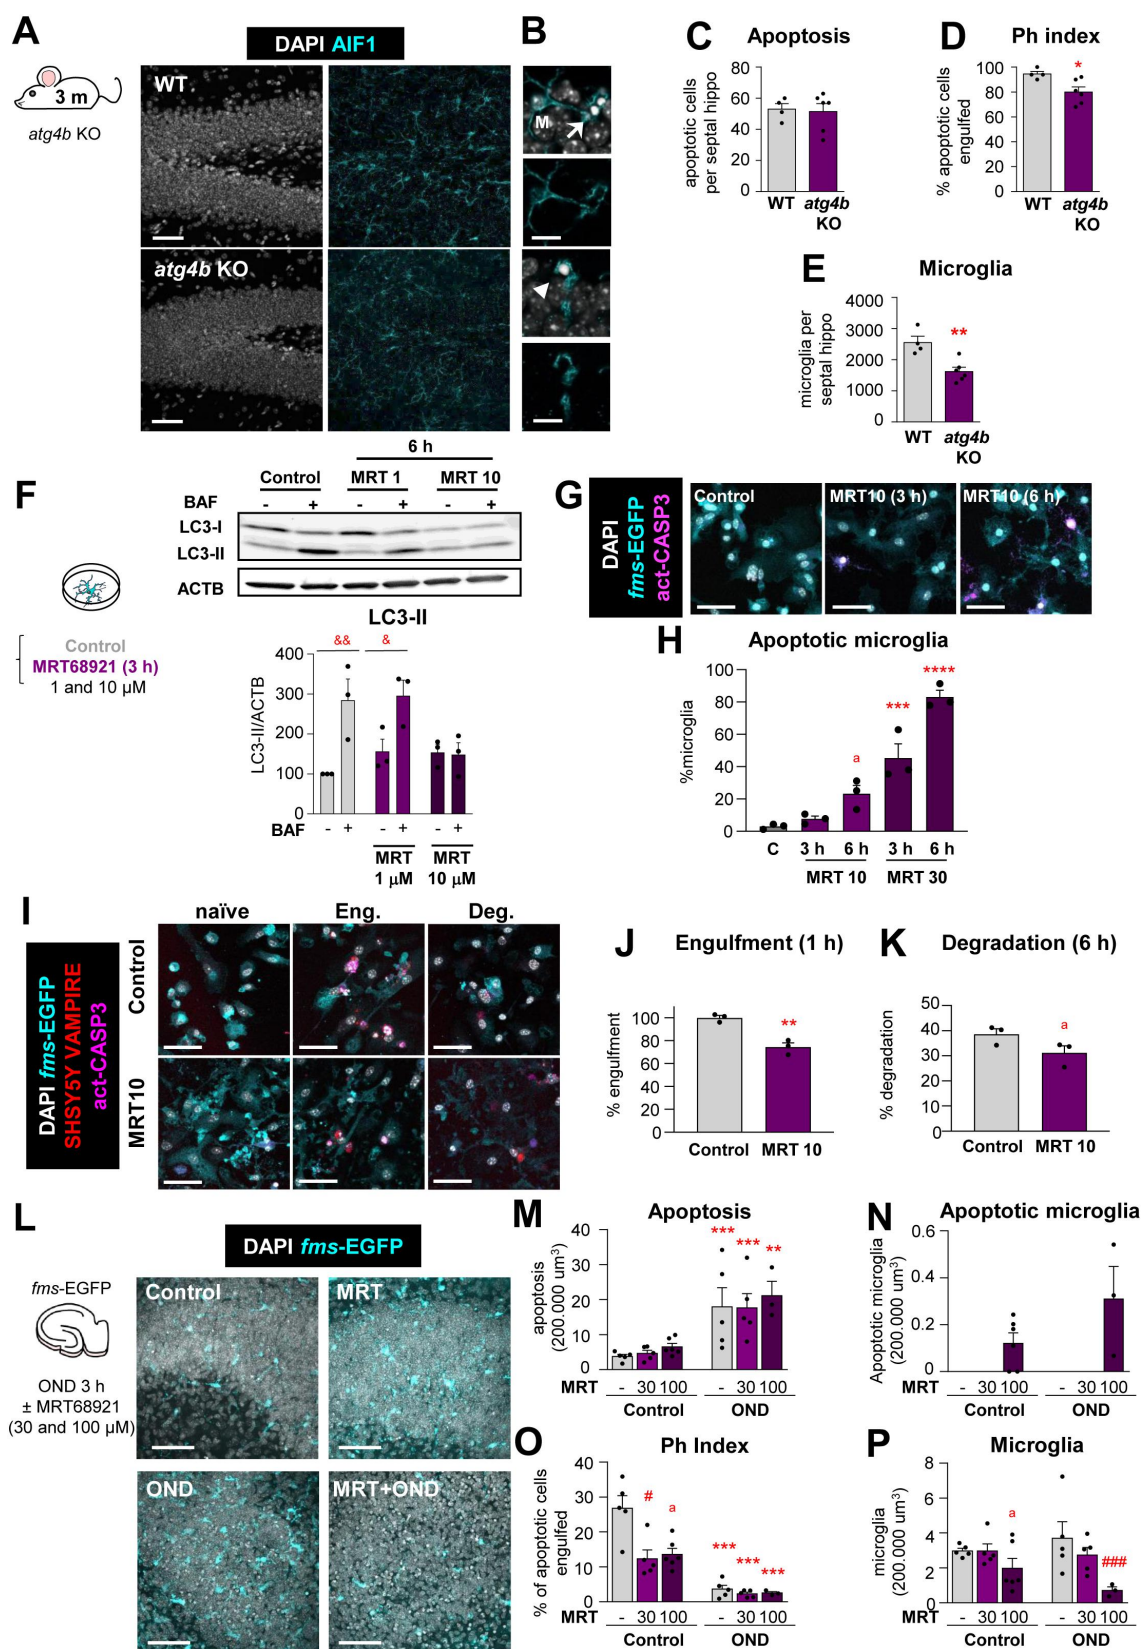 A
DAPI AIF1
B
3 m
atg4b KO
WT
M
atg4b KO
C
Apoptosis
apoptotic cells
per septal hippo
80
60
40
20
0
WT
atg4b
KO
D
Ph index
% apoptotic cells
engulfed
100
80
60
40
20
0
*
WT
atg4b
KO
E
Microglia
microglia per
septal hippo
4000
3000
2000
1000
0
**
WT
atg4b
KO
F
6 h
Control
MRT 1
MRT 10
BAF - + - + - +
LC3-I
LC3-II
ACTB
Control
MRT68921 (3 h)
1 and 10 µM
LC3-II
&& &
LC3-II/ACTB
400
300
200
100
0
BAF - + - + - +
MRT
1 µM
MRT
10 µM
G
DAPI
fms-EGFP
act-CASP3
Control
MRT10 (3 h)
MRT10 (6 h)
H
Apoptotic microglia
%microglia
100
80
60
40
20
0
a
***
****
C 3 h 6 h 3 h 6 h
MRT 10 MRT 30
I
naïve Eng. Deg.
DAPI fms-EGFP
SHSY5Y VAMPIRE
act-CASP3
Control
MRT10
J
Engulfment (1 h)
% engulfment
100
80
60
40
20
0
**
Control MRT 10
K
Degradation (6 h)
% degradation
50
40
30
20
10
0
a
Control MRT 10
L
DAPI fms-EGFP
fms-EGFP
OND 3 h
± MRT68921
(30 and 100 µM)
Control
MRT
OND
MRT+OND
M
Apoptosis
apoptosis
(200.000 um³)
40
30
20
10
0
*** *** **
MRT - 30 100 - 30 100
Control OND
N
Apoptotic microglia
Apoptotic microglia
(200.000 um³)
0.6
0.4
0.2
0
MRT - 30 100 - 30 100
Control OND
O
Ph Index
% of apoptotic cells
engulfed
40
30
20
10
0
# a
*** *** ***
MRT - 30 100 - 30 100
Control OND
P
Microglia
microglia
(200.000 um³)
8
6
4
2
0
a
###
MRT - 30 100 - 30 100
Control OND